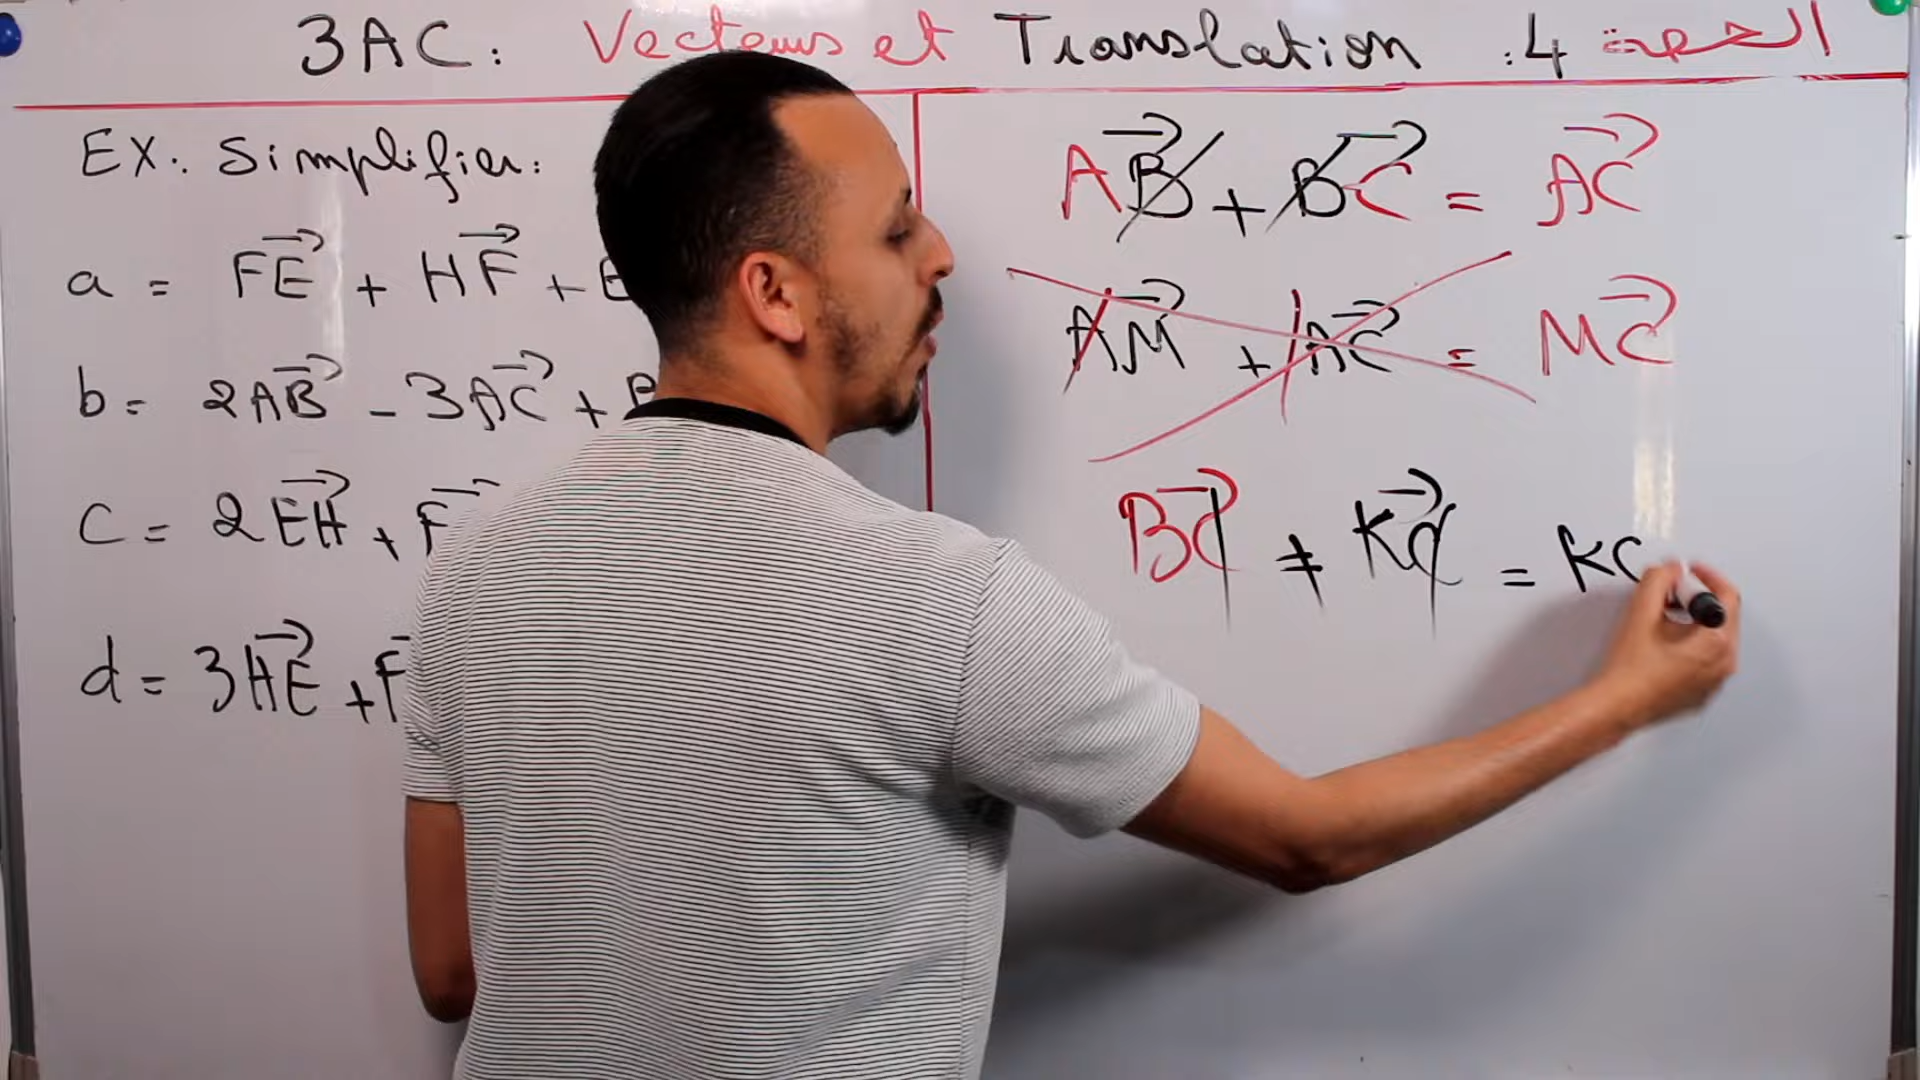 3AC: Vecteurs et Translation :4 الحصة
EX: Simplifier:
a = FE + HF +
b = 2AB - 3AC +
c = 2EH + F
d = 3HE + F
AB + BC = AC
AM + AC = MC
BC + KC = KC